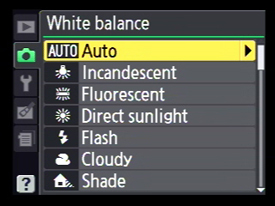 White balance
AUTO Auto
Incandescent
Fluorescent
Direct sunlight
Flash
Cloudy
Shade
?